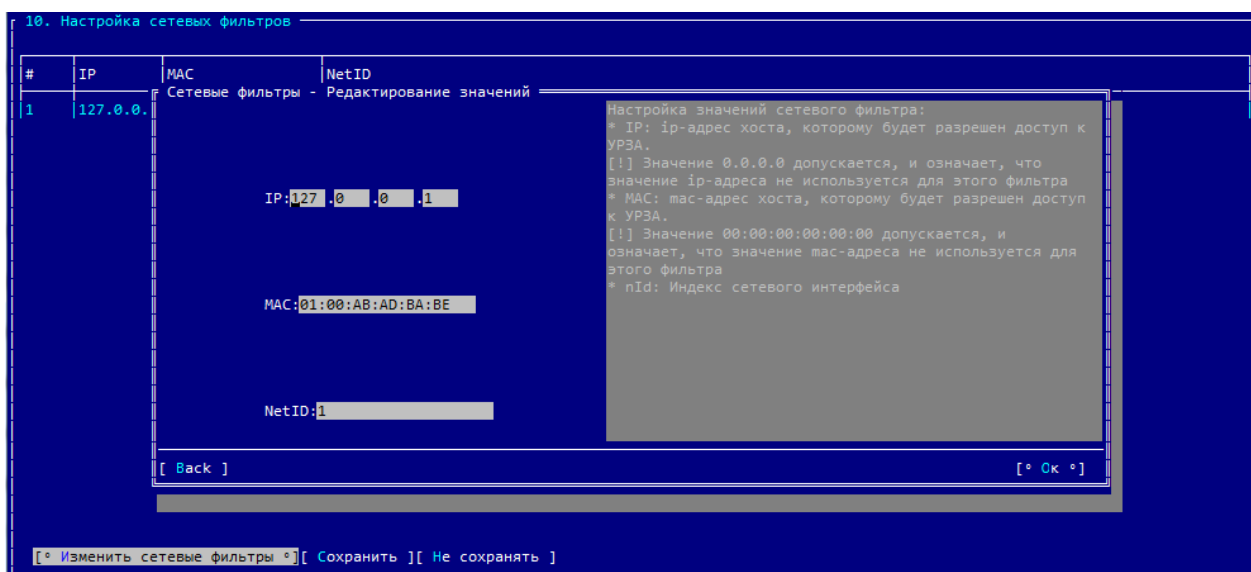 10. Настройка сетевых фильтров
# IP MAC NetID
Сетевые фильтры - Редактирование значений
1 127.0.0.
Настройка значений сетевого фильтра:
* IP: ip-адрес хоста, которому будет разрешен доступ к
УРЗА.
[!] Значение 0.0.0.0 допускается, и означает, что
значение ip-адреса не используется для этого фильтра
* MAC: mac-адрес хоста, которому будет разрешен доступ
к УРЗА.
[!] Значение 00:00:00:00:00:00 допускается, и
означает, что значение mac-адреса не используется для
этого фильтра
* nId: Индекс сетевого интерфейса
IP:127 .0 .0 .1
MAC:01:00:AB:AD:BA:BE
NetID:1
[ Back ] [° Ок °]
[° Изменить сетевые фильтры °][ Сохранить ][ Не сохранять ]